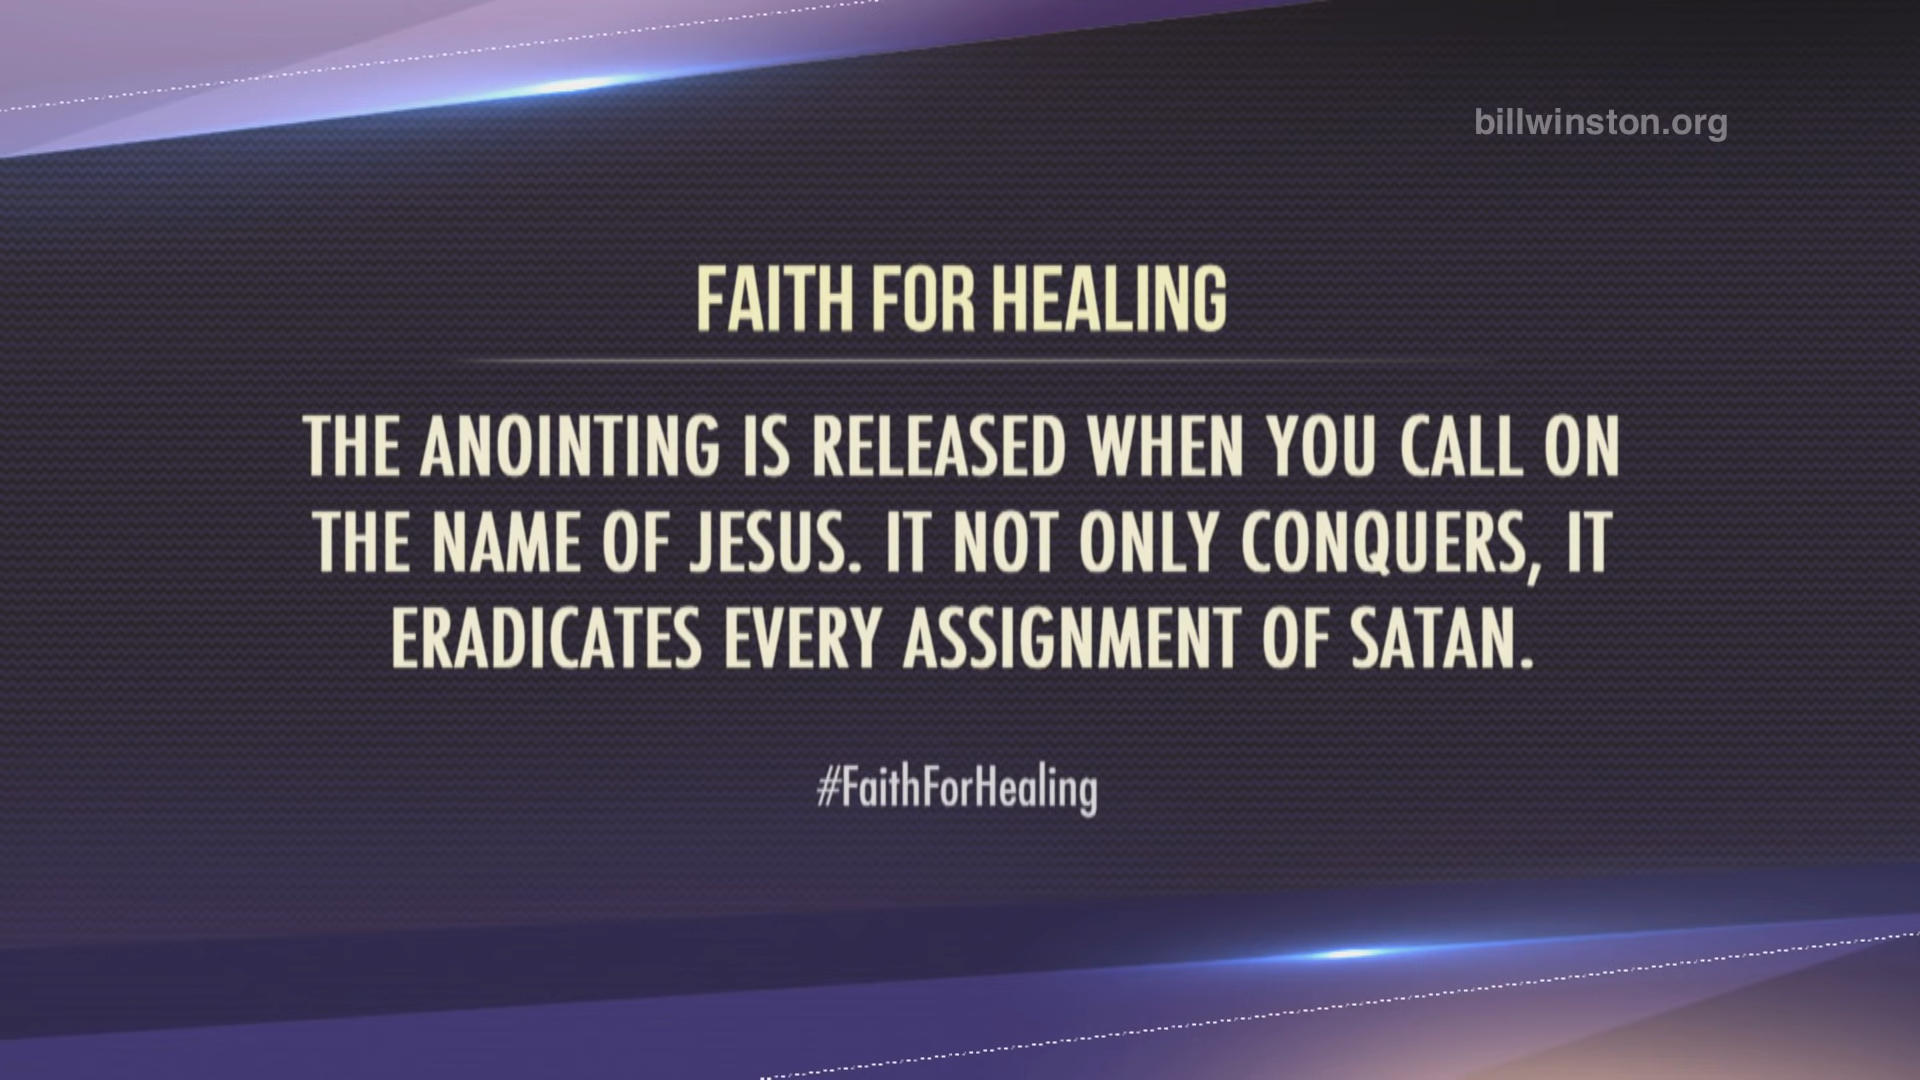 billwinston.org
FAITH FOR HEALING
THE ANOINTING IS RELEASED WHEN YOU CALL ON
THE NAME OF JESUS. IT NOT ONLY CONQUERS, IT
ERADICATES EVERY ASSIGNMENT OF SATAN.
#FaithForHealing